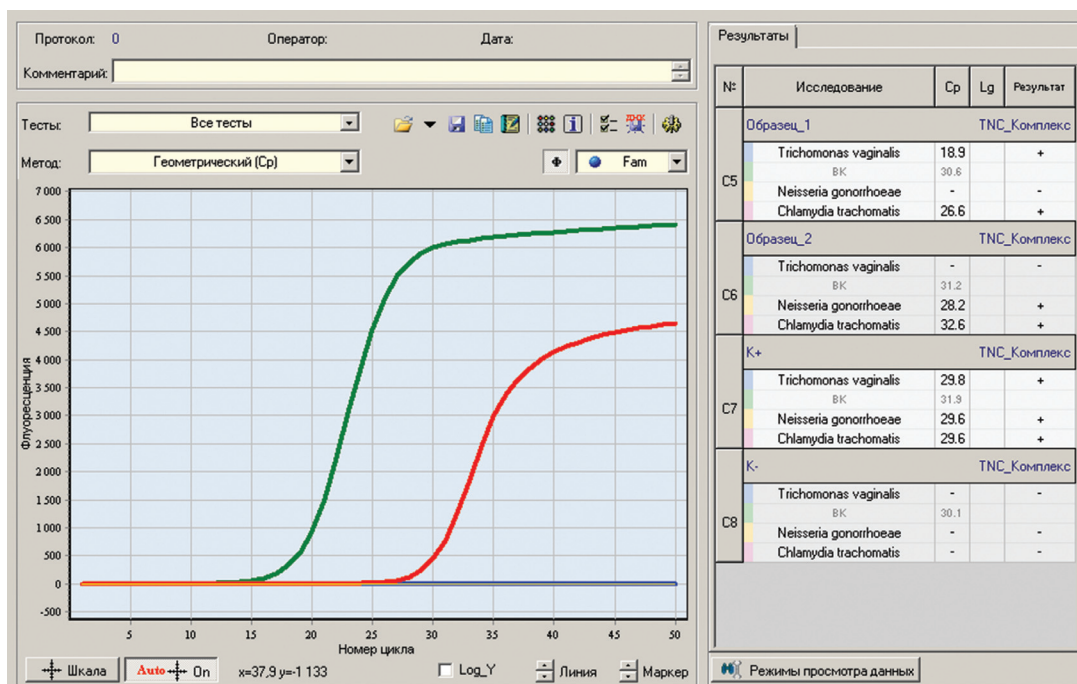 Протокол: 0 Оператор: Дата:
Комментарий:
Тесты: Все тесты
Метод: Геометрический (Cp) Ф Fam
7 000
6 500
6 000
5 500
5 000
4 500
4 000
3 500
3 000
2 500
2 000
1 500
1 000
500
0
-500
Флуоресценция
5 10 15 20 25 30 35 40 45 50
Номер цикла
Шкала Auto On x=37,9 y=-1 133 Log_Y Линия Маркер
Результаты
№ Исследование Cp Lg Результат
Образец_1 TNC_Комплекс
C5
Trichomonas vaginalis 18.9 +
ВК 30.6
Neisseria gonorrhoeae - -
Chlamydia trachomatis 26.6 +
Образец_2 TNC_Комплекс
C6
Trichomonas vaginalis - -
ВК 31.2
Neisseria gonorrhoeae 28.2 +
Chlamydia trachomatis 32.6 +
K+ TNC_Комплекс
C7
Trichomonas vaginalis 29.8 +
ВК 31.9
Neisseria gonorrhoeae 29.6 +
Chlamydia trachomatis 29.6 +
K- TNC_Комплекс
C8
Trichomonas vaginalis - -
ВК 30.1
Neisseria gonorrhoeae - -
Chlamydia trachomatis - -
Режимы просмотра данных